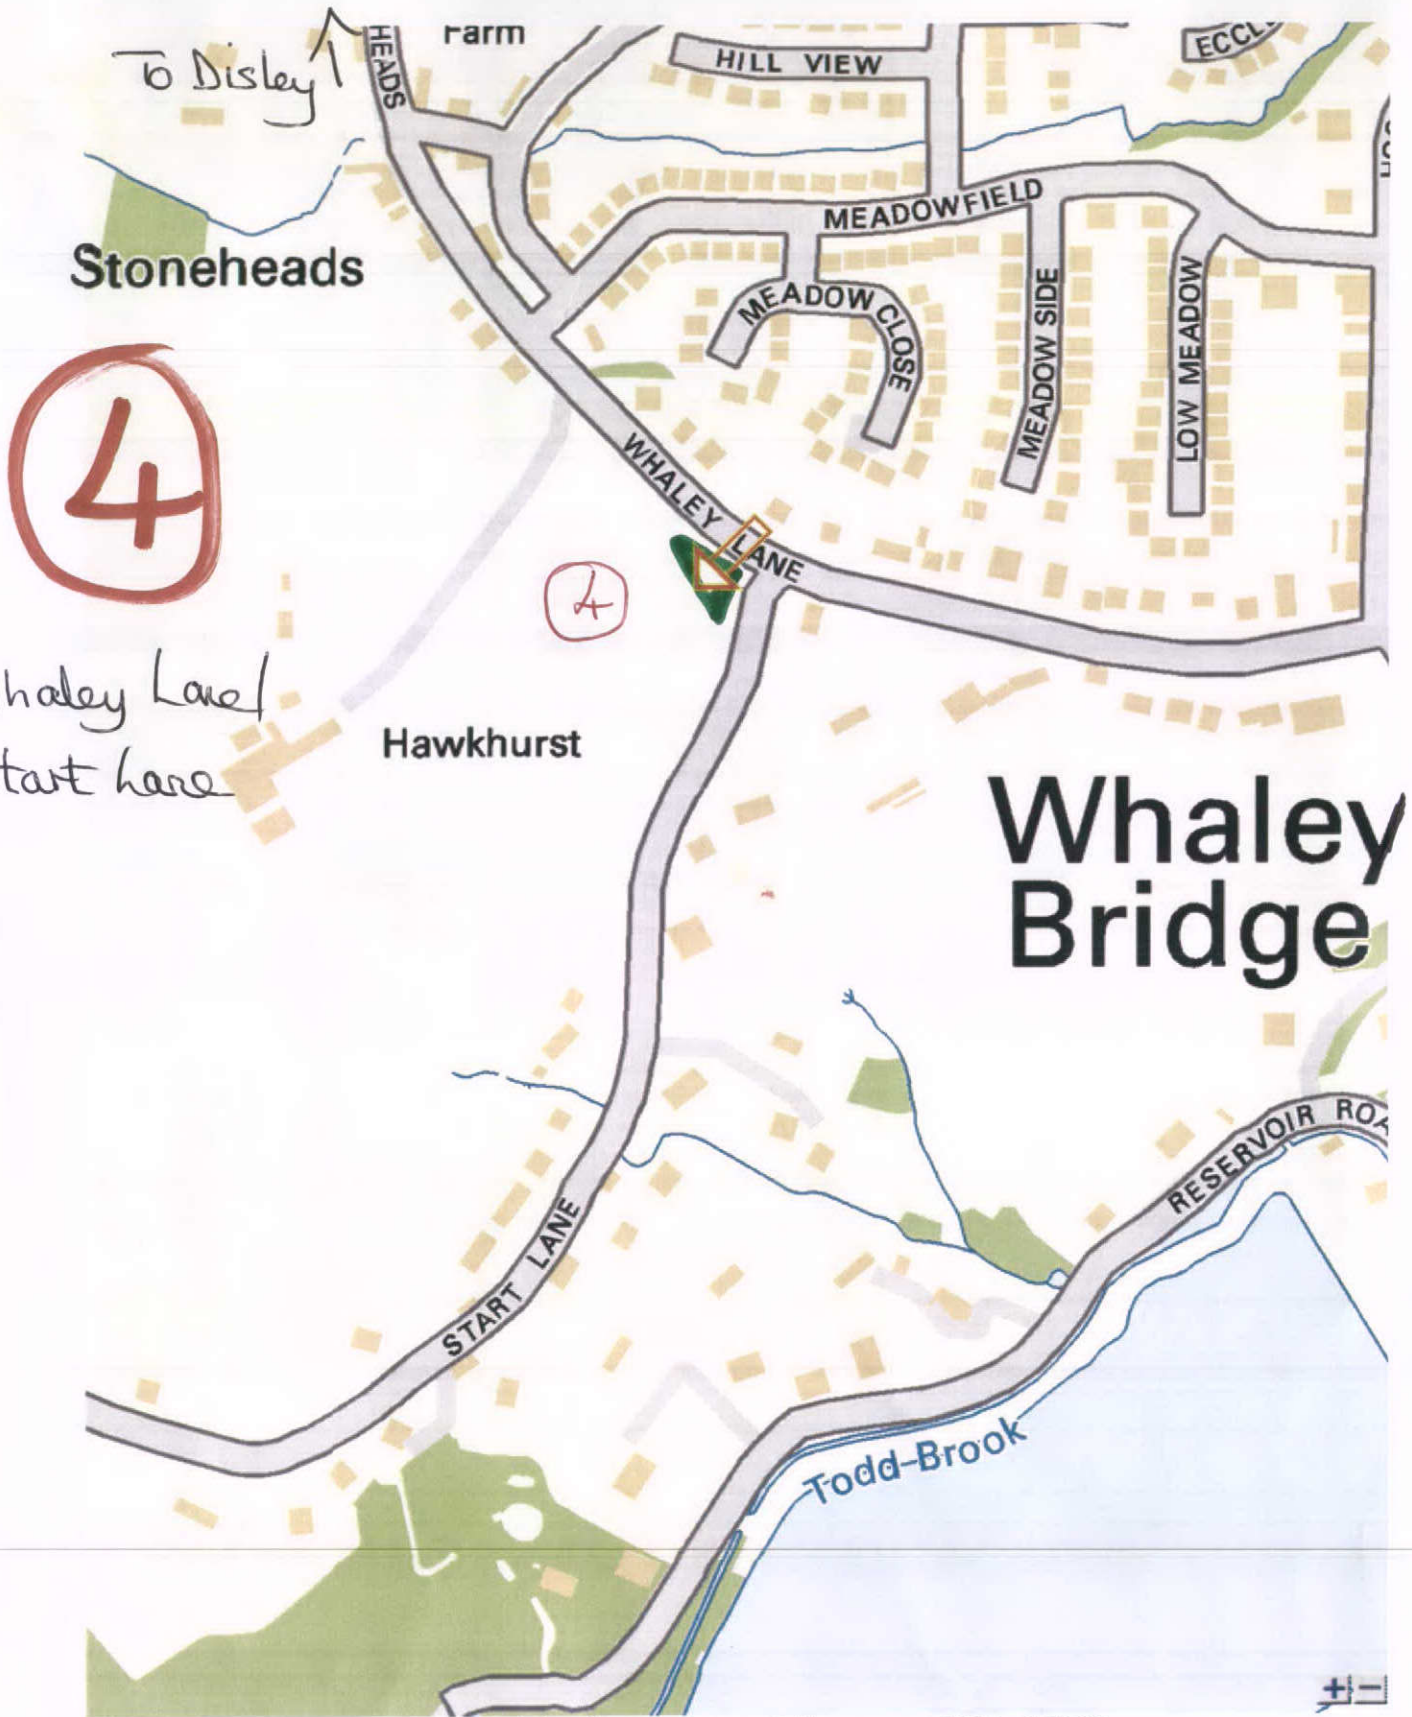 To Disley
HEADS
Farm
HILL VIEW
ECCL
MEADOWFIELD
Stoneheads
MEADOW CLOSE
MEADOW SIDE
LOW MEADOW
4
WHALEY LANE
4
haley Lane/
tart Lane
Hawkhurst
Whaley
Bridge
RESERVOIR ROA
START LANE
Todd-Brook
+ -